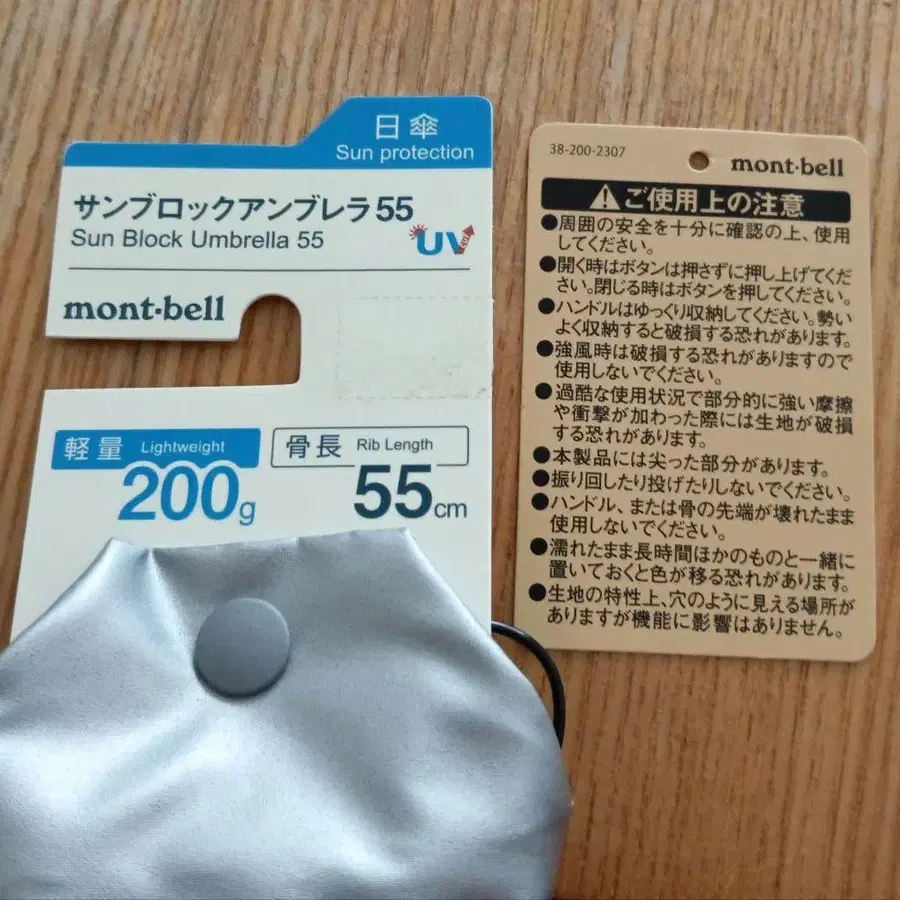 日傘
Sun protection
サンブロックアンブレラ55
Sun Block Umbrella 55
UV
mont-bell
軽量 Lightweight
200g
骨長 Rib Length
55cm
38-200-2307
mont-bell
ご使用上の注意
●周囲の安全を十分に確認の上、使用
してください。
●開く時はボタンは押さずに押し上げてくだ
さい。閉じる時はボタンを押してください。
●ハンドルはゆっくり収納してください。勢い
よく収納すると破損する恐れがあります。
●強風時は破損する恐れがありますので
使用しないでください。
●過酷な使用状況で部分的に強い摩擦
や衝撃が加わった際には生地が破損
する恐れがあります。
●本製品には尖った部分があります。
●振り回したり投げたりしないでください。
●ハンドル、または骨の先端が壊れたまま
使用しないでください。
●濡れたまま長時間ほかのものと一緒に
置いておくと色が移る恐れがあります。
●生地の特性上、穴のように見える場所が
ありますが機能に影響はありません。